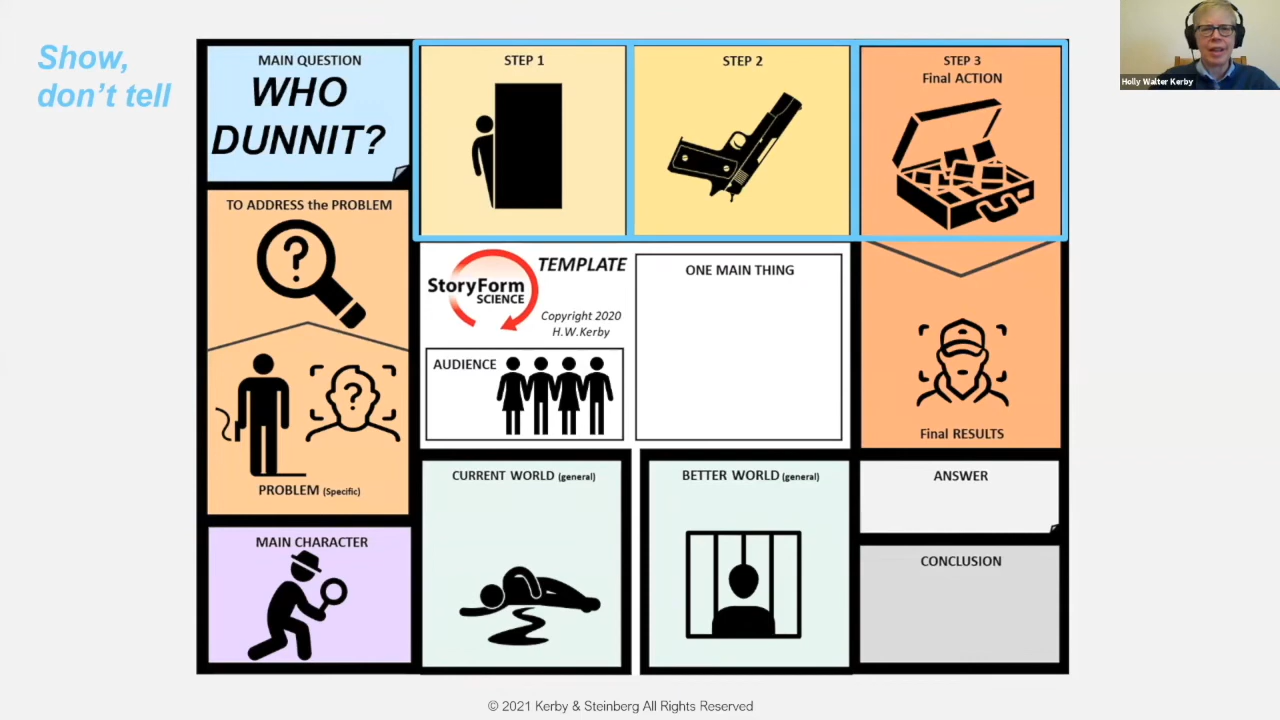 Show,
don't tell
MAIN QUESTION
WHO
DUNNIT?
STEP 1
STEP 2
STEP 3
Final ACTION
Holly Walter Kerby
TO ADDRESS the PROBLEM
?
?
PROBLEM (Specific)
StoryForm
SCIENCE
TEMPLATE
Copyright 2020
H.W.Kerby
ONE MAIN THING
AUDIENCE
Final RESULTS
MAIN CHARACTER
CURRENT WORLD (general)
BETTER WORLD (general)
ANSWER
CONCLUSION
© 2021 Kerby & Steinberg All Rights Reserved